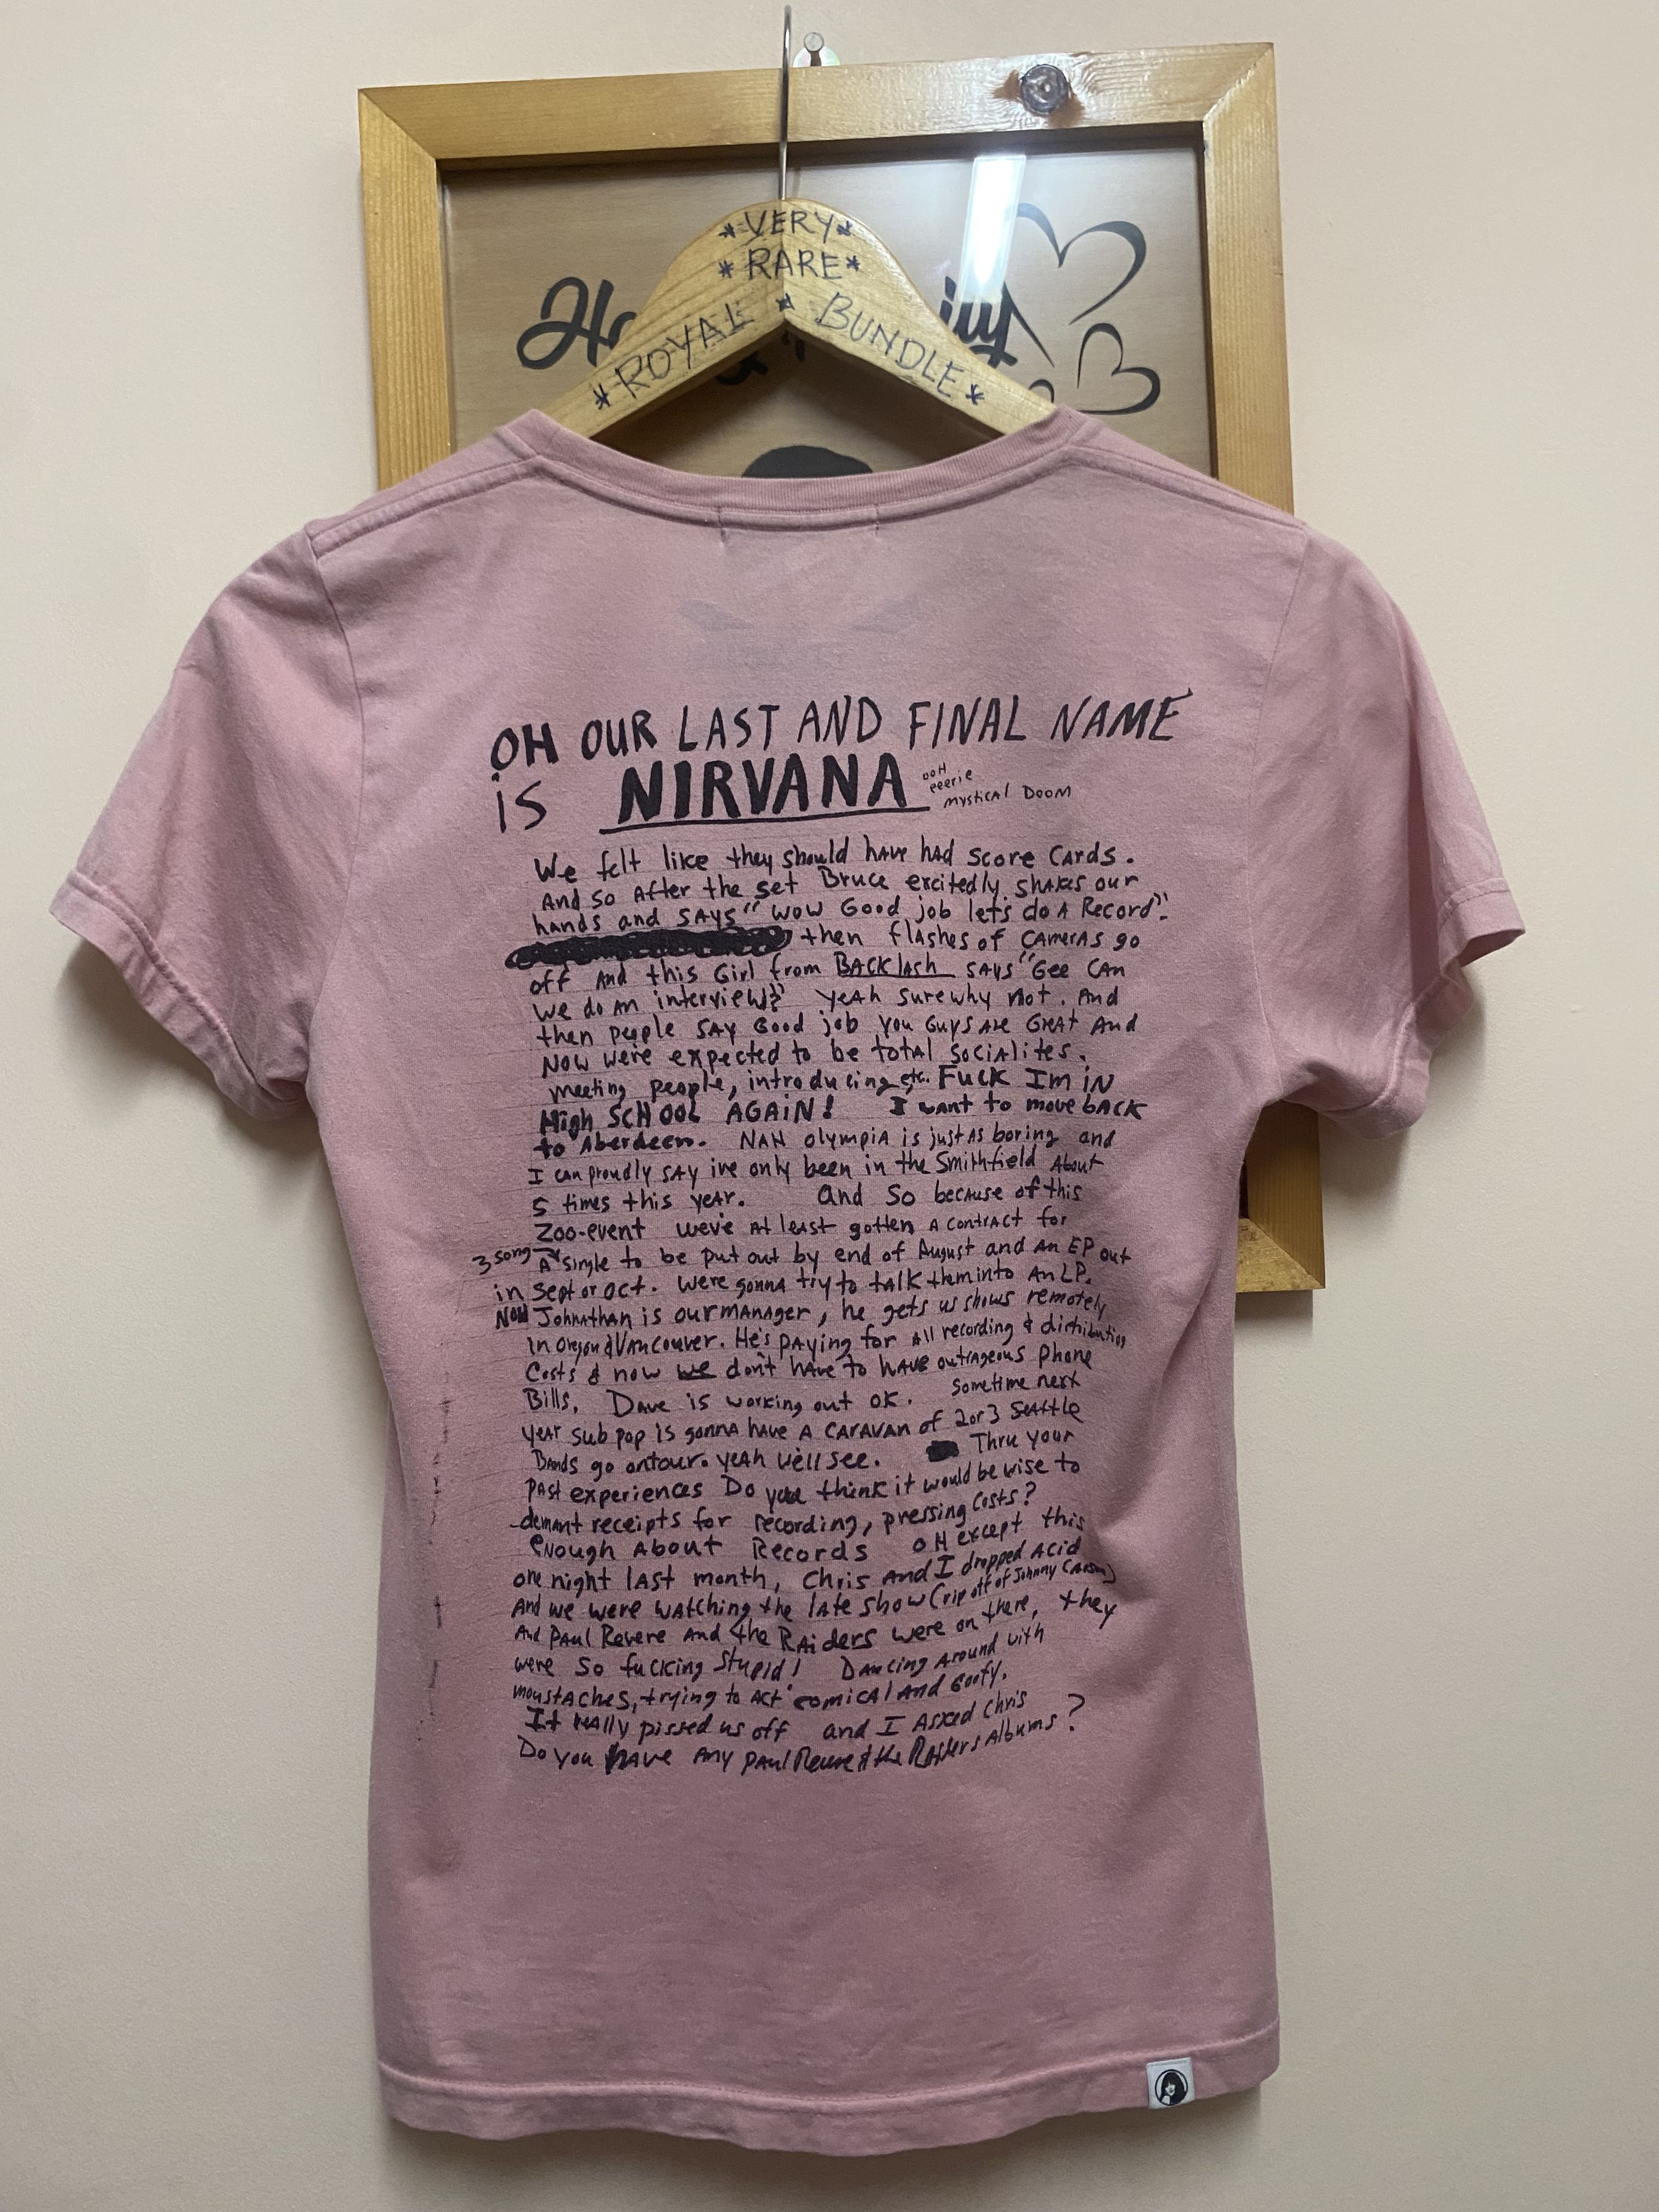 *VERY*
*RARE*
*ROYAL * BUNDLE*
OH OUR LAST AND FINAL NAME
iS NIRVANA ooH
eeerie
mystical DOOM
We felt like they should have had score cards.
And so after the set Bruce excitedly shakes our
hands and says "wow Good job let's do A Record".
then flashes of cameras go
off And this Girl from BACKlash says "Gee can
we do an interview?" yeah sure why not. And
then people say Good job you Guys are Great And
Now were expected to be total socialites.
meeting people, introducing etc. Fuck Im iN
High SCHOOL AGAiN! I want to move back
to Aberdeen. NAH olympia is just as boring and
I can proudly say ive only been in the Smithfield About
5 times this year. and so because of this
Zoo-event weve at least gotten a contract for
3 song A single to be put out by end of August and an EP out
in sept or oct. were gonna try to talk them into An LP.
Now Johnathan is our manager, he gets us shows remotely
in oregon & Vancouver. He's paying for all recording & distribution
Costs & now we don't have to have outrageous phone
Bills. Dave is working out ok. Sometime next
year sub pop is gonna have a caravan of 2 or 3 Seattle
Bands go on tour. yeah we'll see. Thru your
past experiences Do you think it would be wise to
demant receipts for recording, pressing costs?
enough About Records oH except this
one night last month, Chris And I dropped Acid
And we were watching the late show (rip off of Johnny Carson)
And Paul Revere and the Raiders were on there, they
were so fucking stupid! Dancing Around with
moustaches, trying to act comical and Goofy.
It really pissed us off and I Asked Chris
Do you have any paul Revere & the Raiders Albums?